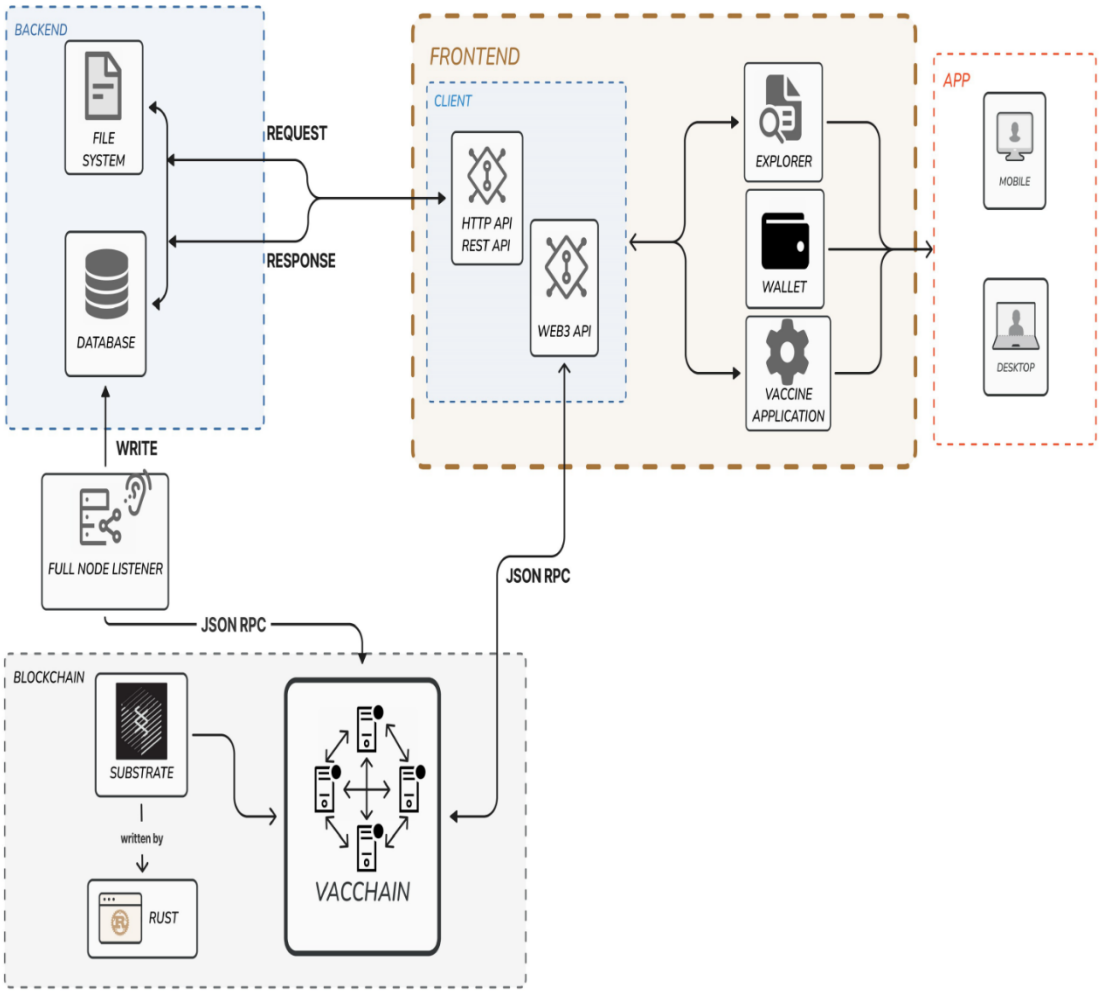 BACKEND
FILE
SYSTEM
DATABASE
REQUEST
RESPONSE
FRONTEND
CLIENT
HTTP API
REST API
WEB3 API
EXPLORER
WALLET
VACCINE
APPLICATION
APP
MOBILE
DESKTOP
WRITE
FULL NODE LISTENER
JSON RPC
JSON RPC
BLOCKCHAIN
SUBSTRATE
written by
R
RUST
VACCHAIN